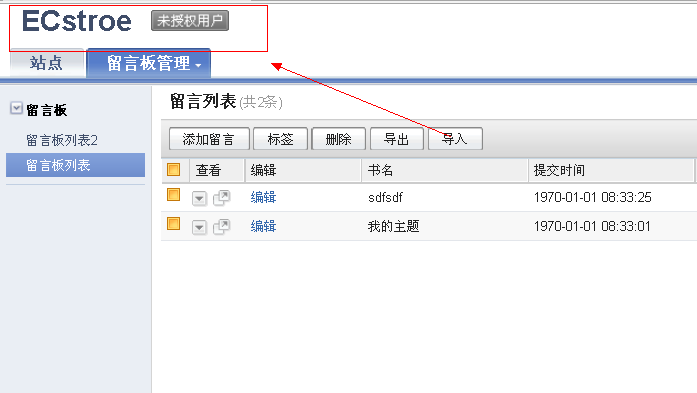 ECstroe 未授权用户
站点 留言板管理
留言板
留言板列表2
留言板列表
留言列表 (共2条)
添加留言 标签 删除 导出 导入
查看 编辑 书名 提交时间
编辑 sdfsdf 1970-01-01 08:33:25
编辑 我的主题 1970-01-01 08:33:01